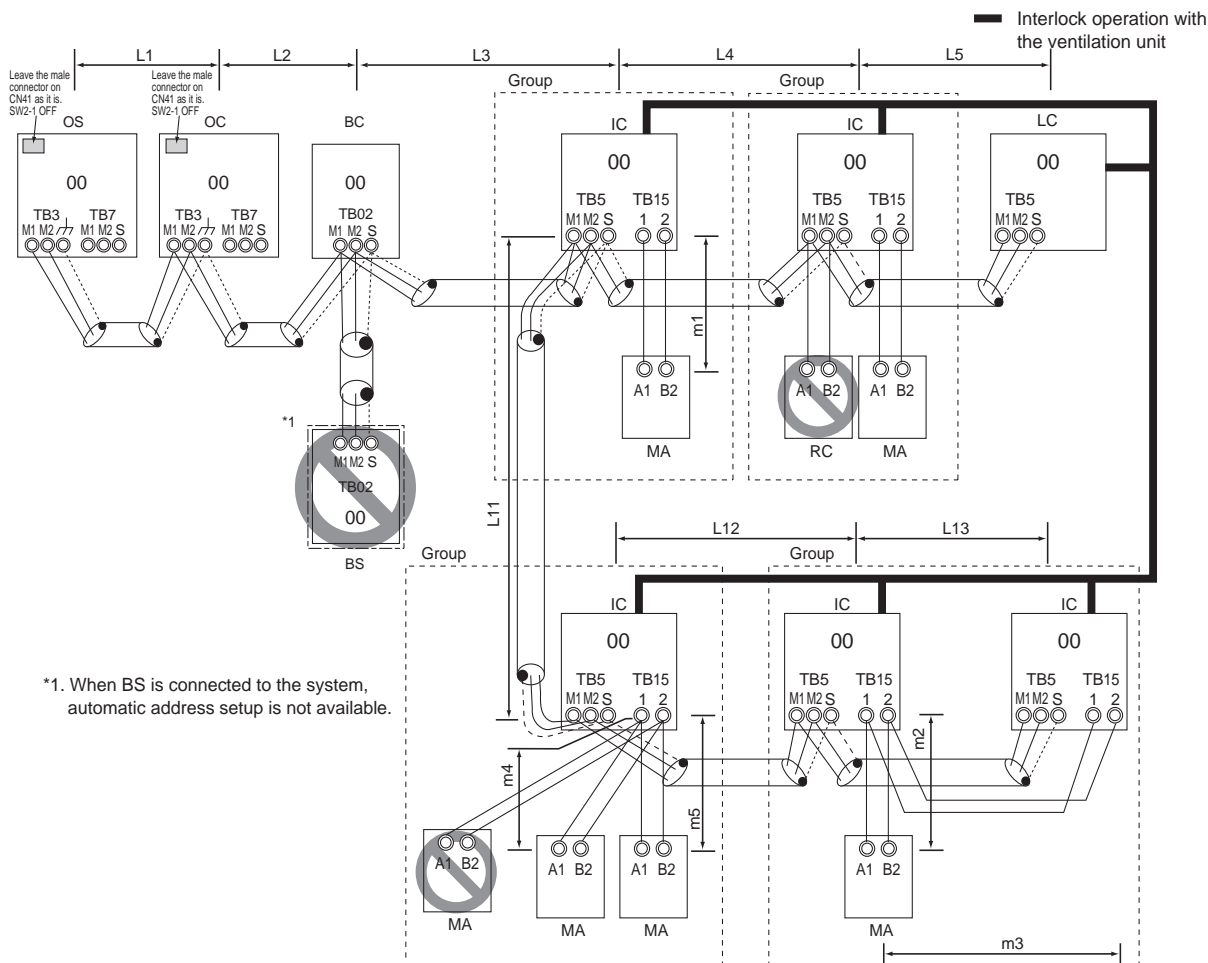 Interlock operation with
the ventilation unit
L1 L2 L3 L4 L5
Leave the male
connector on
CN41 as it is.
SW2-1 OFF
Leave the male
connector on
CN41 as it is.
SW2-1 OFF
Group Group
OS OC BC IC IC LC
00 00 00 00 00 00
TB3 TB7 TB3 TB7 TB02 TB5 TB15 TB5 TB15 TB5
M1 M2 M1 M2 S M1 M2 M1 M2 S M1 M2 S M1 M2 S 1 2 M1 M2 S 1 2 M1 M2 S
m1
A1 B2 A1 B2 A1 B2
MA RC MA
*1
M1 M2 S
TB02
00
BS
L11
L12 L13
Group Group
IC IC IC
00 00 00
TB5 TB15 TB5 TB15 TB5 TB15
M1 M2 S 1 2 M1 M2 S 1 2 M1 M2 S 1 2
*1. When BS is connected to the system,
automatic address setup is not available.
m4 m5 m2
A1 B2 A1 B2 A1 B2 A1 B2
MA MA MA MA
m3